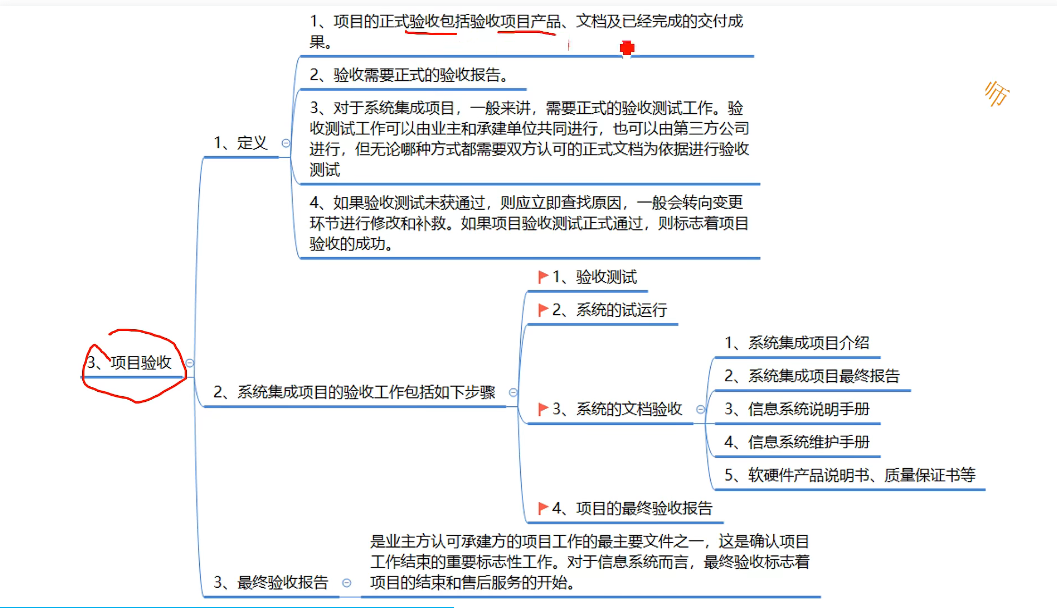 1、项目的正式验收包括验收项目产品、文档及已经完成的交付成
果。
2、验收需要正式的验收报告。
3、对于系统集成项目，一般来讲，需要正式的验收测试工作。验
收测试工作可以由业主和承建单位共同进行，也可以由第三方公司
进行，但无论哪种方式都需要双方认可的正式文档为依据进行验收
测试
1、定义
4、如果验收测试未获通过，则应立即查找原因，一般会转向变更
环节进行修改和补救。如果项目验收测试正式通过，则标志着项目
验收的成功。
师
3、项目验收
1、验收测试
2、系统的试运行
2、系统集成项目的验收工作包括如下步骤
3、系统的文档验收
1、系统集成项目介绍
2、系统集成项目最终报告
3、信息系统说明手册
4、信息系统维护手册
5、软硬件产品说明书、质量保证书等
4、项目的最终验收报告
3、最终验收报告
是业主方认可承建方的项目工作的最主要文件之一，这是确认项目
工作结束的重要标志性工作。对于信息系统而言，最终验收标志着
项目的结束和售后服务的开始。